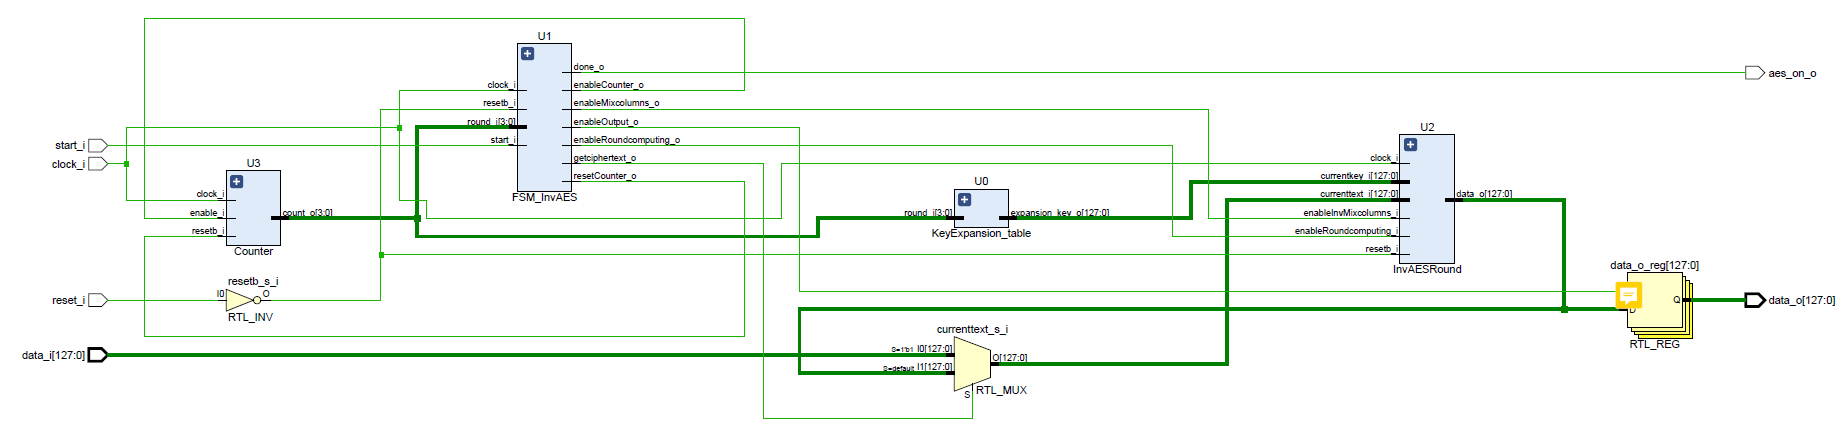 U1
done_o
aes_on_o
clock_i
enableCounter_o
resetb_i
enableMixcolumns_o
round_i[3:0]
enableOutput_o
start_i
enableRoundcomputing_o
getciphertext_o
resetCounter_o
FSM_InvAES
start_i
clock_i
U3
clock_i
enable_i
count_o[3:0]
resetb_i
Counter
U0
round_i[3:0]
expansion_key_o[127:0]
KeyExpansion_table
U2
clock_i
currentkey_i[127:0]
currenttext_i[127:0]
data_o[127:0]
enableInvMixcolumns_i
enableRoundcomputing_i
resetb_i
InvAESRound
resetb_s_i
reset_i
I0
O
RTL_INV
data_o_reg[127:0]
Q
data_o[127:0]
RTL_REG
currenttext_s_i
data_i[127:0]
S=1'b1 I0[127:0]
O[127:0]
S=default I1[127:0]
S
RTL_MUX